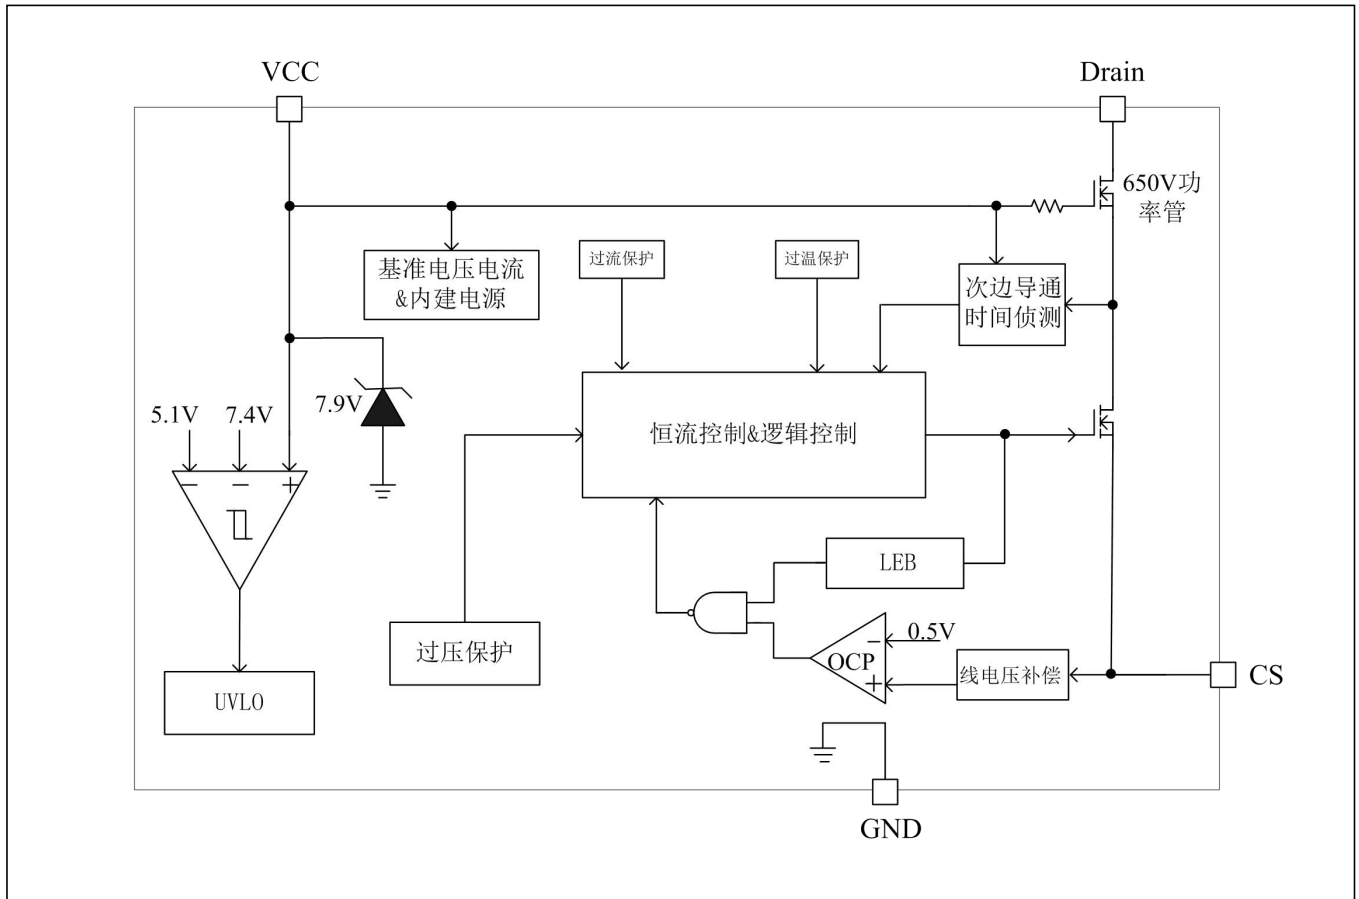 VCC
Drain
650V功
率管
基准电压电流
&内建电源
过流保护
过温保护
次边导通
时间侦测
5.1V
7.4V
7.9V
恒流控制&逻辑控制
LEB
过压保护
OCP
0.5V
线电压补偿
CS
UVLO
GND